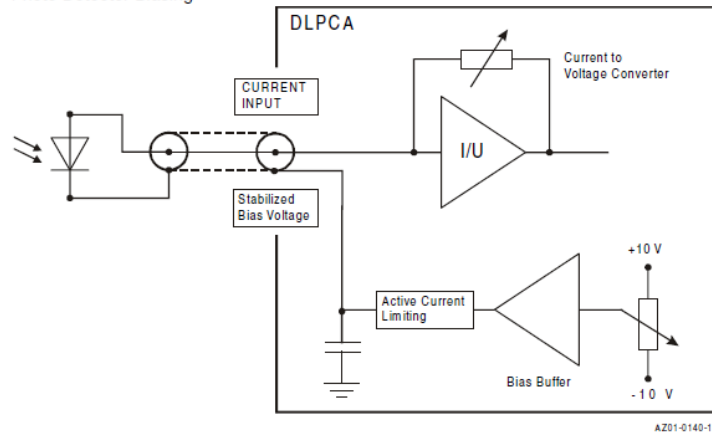 DLPCA
CURRENT
INPUT
Current to
Voltage Converter
I/U
Stabilized
Bias Voltage
+10 V
Active Current
Limiting
Bias Buffer
-10 V
AZ01-0140-1